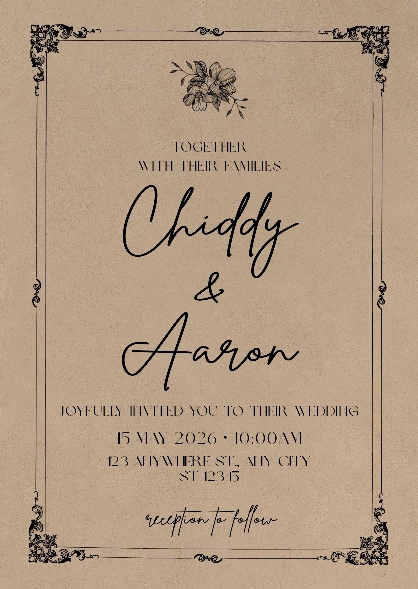 TOGETHER
WITH THEIR FAMILIES
Chiddy
&
Aaron
JOYFULLY INVITED YOU TO THEIR WEDDING
15 MAY 2026 • 10:00AM
123 ANYWHERE ST., ANY CITY
ST 12345
reception to follow